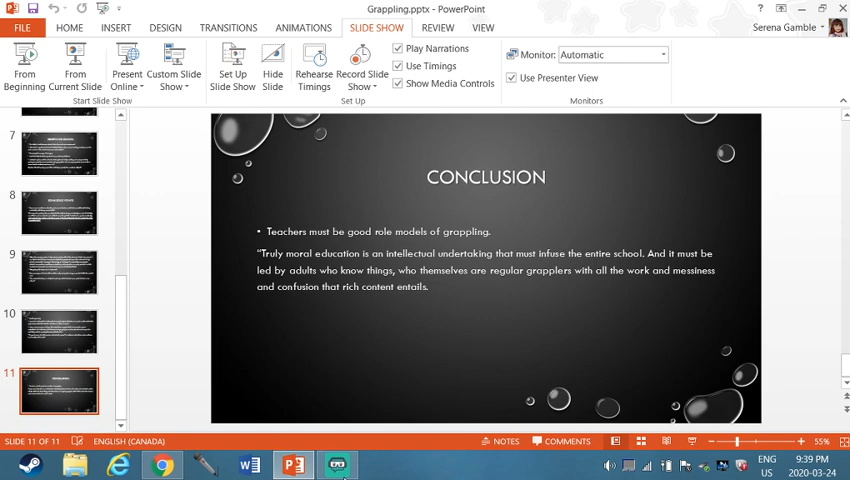 Grappling.pptx - PowerPoint
FILE HOME INSERT DESIGN TRANSITIONS ANIMATIONS SLIDE SHOW REVIEW VIEW Serena Gamble
From Beginning
From Current Slide
Present Online
Custom Slide Show
Set Up Slide Show
Hide Slide
Rehearse Timings
Record Slide Show
Play Narrations
Use Timings
Show Media Controls
Monitor: Automatic
Use Presenter View
Start Slide Show Set Up Monitors
7
8
9
10
11
CONCLUSION
• Teachers must be good role models of grappling.
“Truly moral education is an intellectual undertaking that must infuse the entire school. And it must be
led by adults who know things, who themselves are regular grapplers with all the work and messiness
and confusion that rich content entails.
SLIDE 11 OF 11 ENGLISH (CANADA) NOTES COMMENTS 55%
ENG 9:39 PM
US 2020-03-24